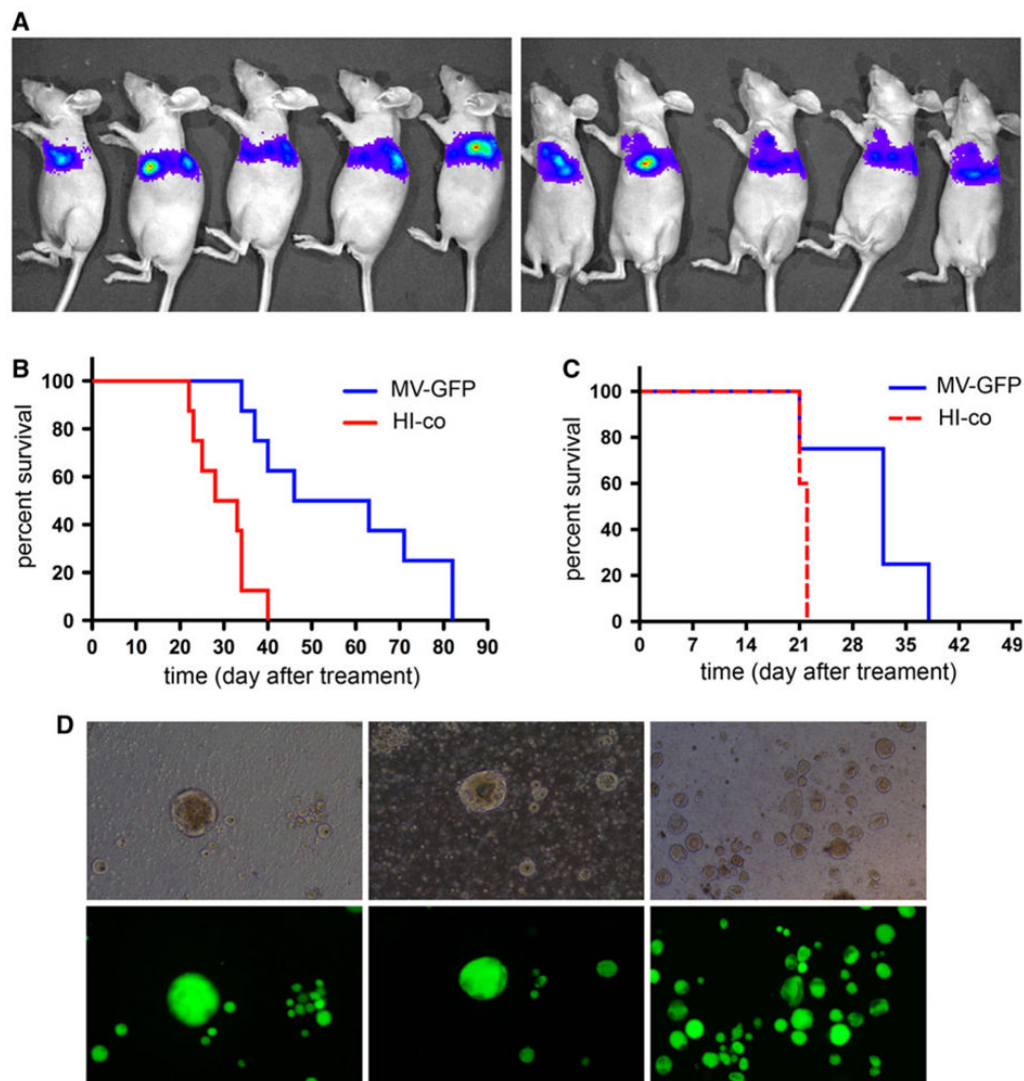 A
B
100
80
60
40
20
0
percent survival
MV-GFP
HI-co
0 10 20 30 40 50 60 70 80 90
time (day after treament)
C
100
80
60
40
20
0
percent survival
MV-GFP
HI-co
0 7 14 21 28 35 42 49
time (day after treament)
D